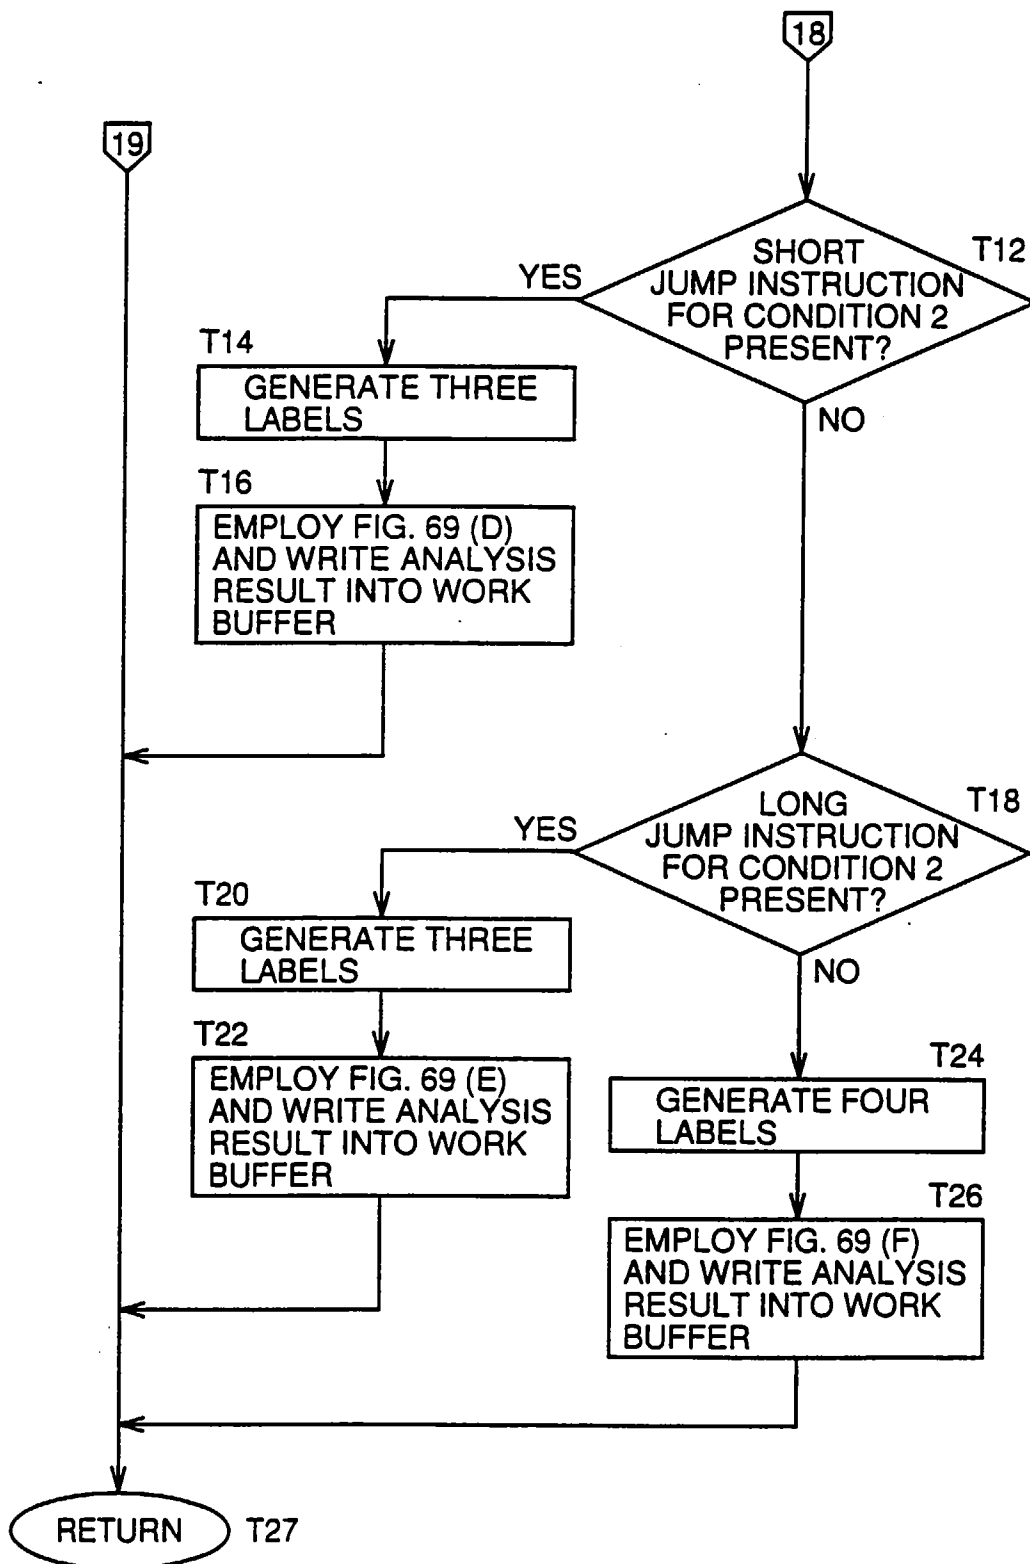 18
19
SHORT
JUMP INSTRUCTION
FOR CONDITION 2
PRESENT?
T12
YES
NO
T14
GENERATE THREE
LABELS
T16
EMPLOY FIG. 69 (D)
AND WRITE ANALYSIS
RESULT INTO WORK
BUFFER
LONG
JUMP INSTRUCTION
FOR CONDITION 2
PRESENT?
T18
YES
NO
T20
GENERATE THREE
LABELS
T22
EMPLOY FIG. 69 (E)
AND WRITE ANALYSIS
RESULT INTO WORK
BUFFER
T24
GENERATE FOUR
LABELS
T26
EMPLOY FIG. 69 (F)
AND WRITE ANALYSIS
RESULT INTO WORK
BUFFER
RETURN
T27